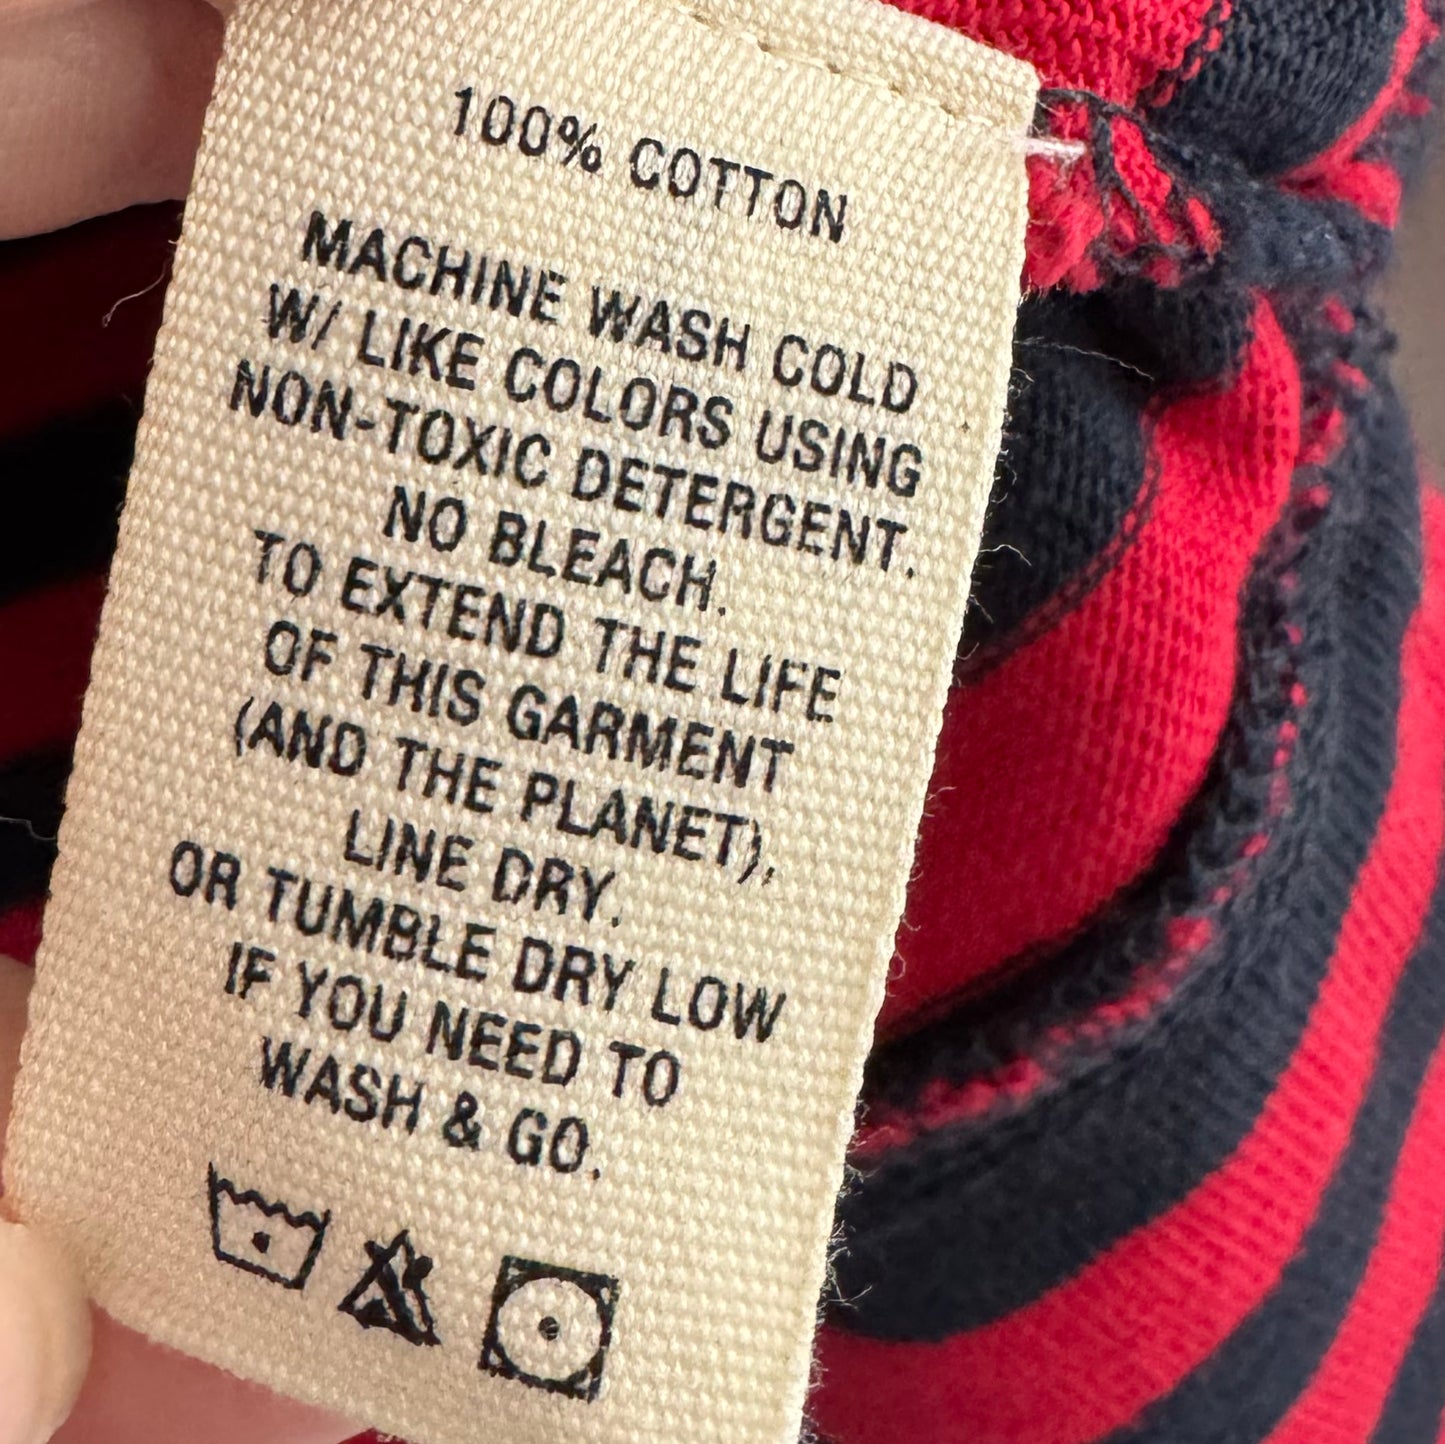 100% COTTON
MACHINE WASH COLD
W/ LIKE COLORS USING
NON-TOXIC DETERGENT.
NO BLEACH.
TO EXTEND THE LIFE
OF THIS GARMENT
(AND THE PLANET),
LINE DRY.
OR TUMBLE DRY LOW
IF YOU NEED TO
WASH & GO.